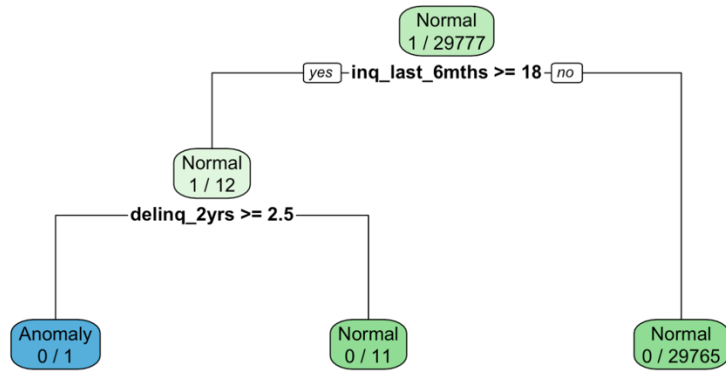 Normal
1 / 29777
yes inq_last_6mths >= 18 no
Normal
1 / 12
delinq_2yrs >= 2.5
Anomaly
0 / 1
Normal
0 / 11
Normal
0 / 29765